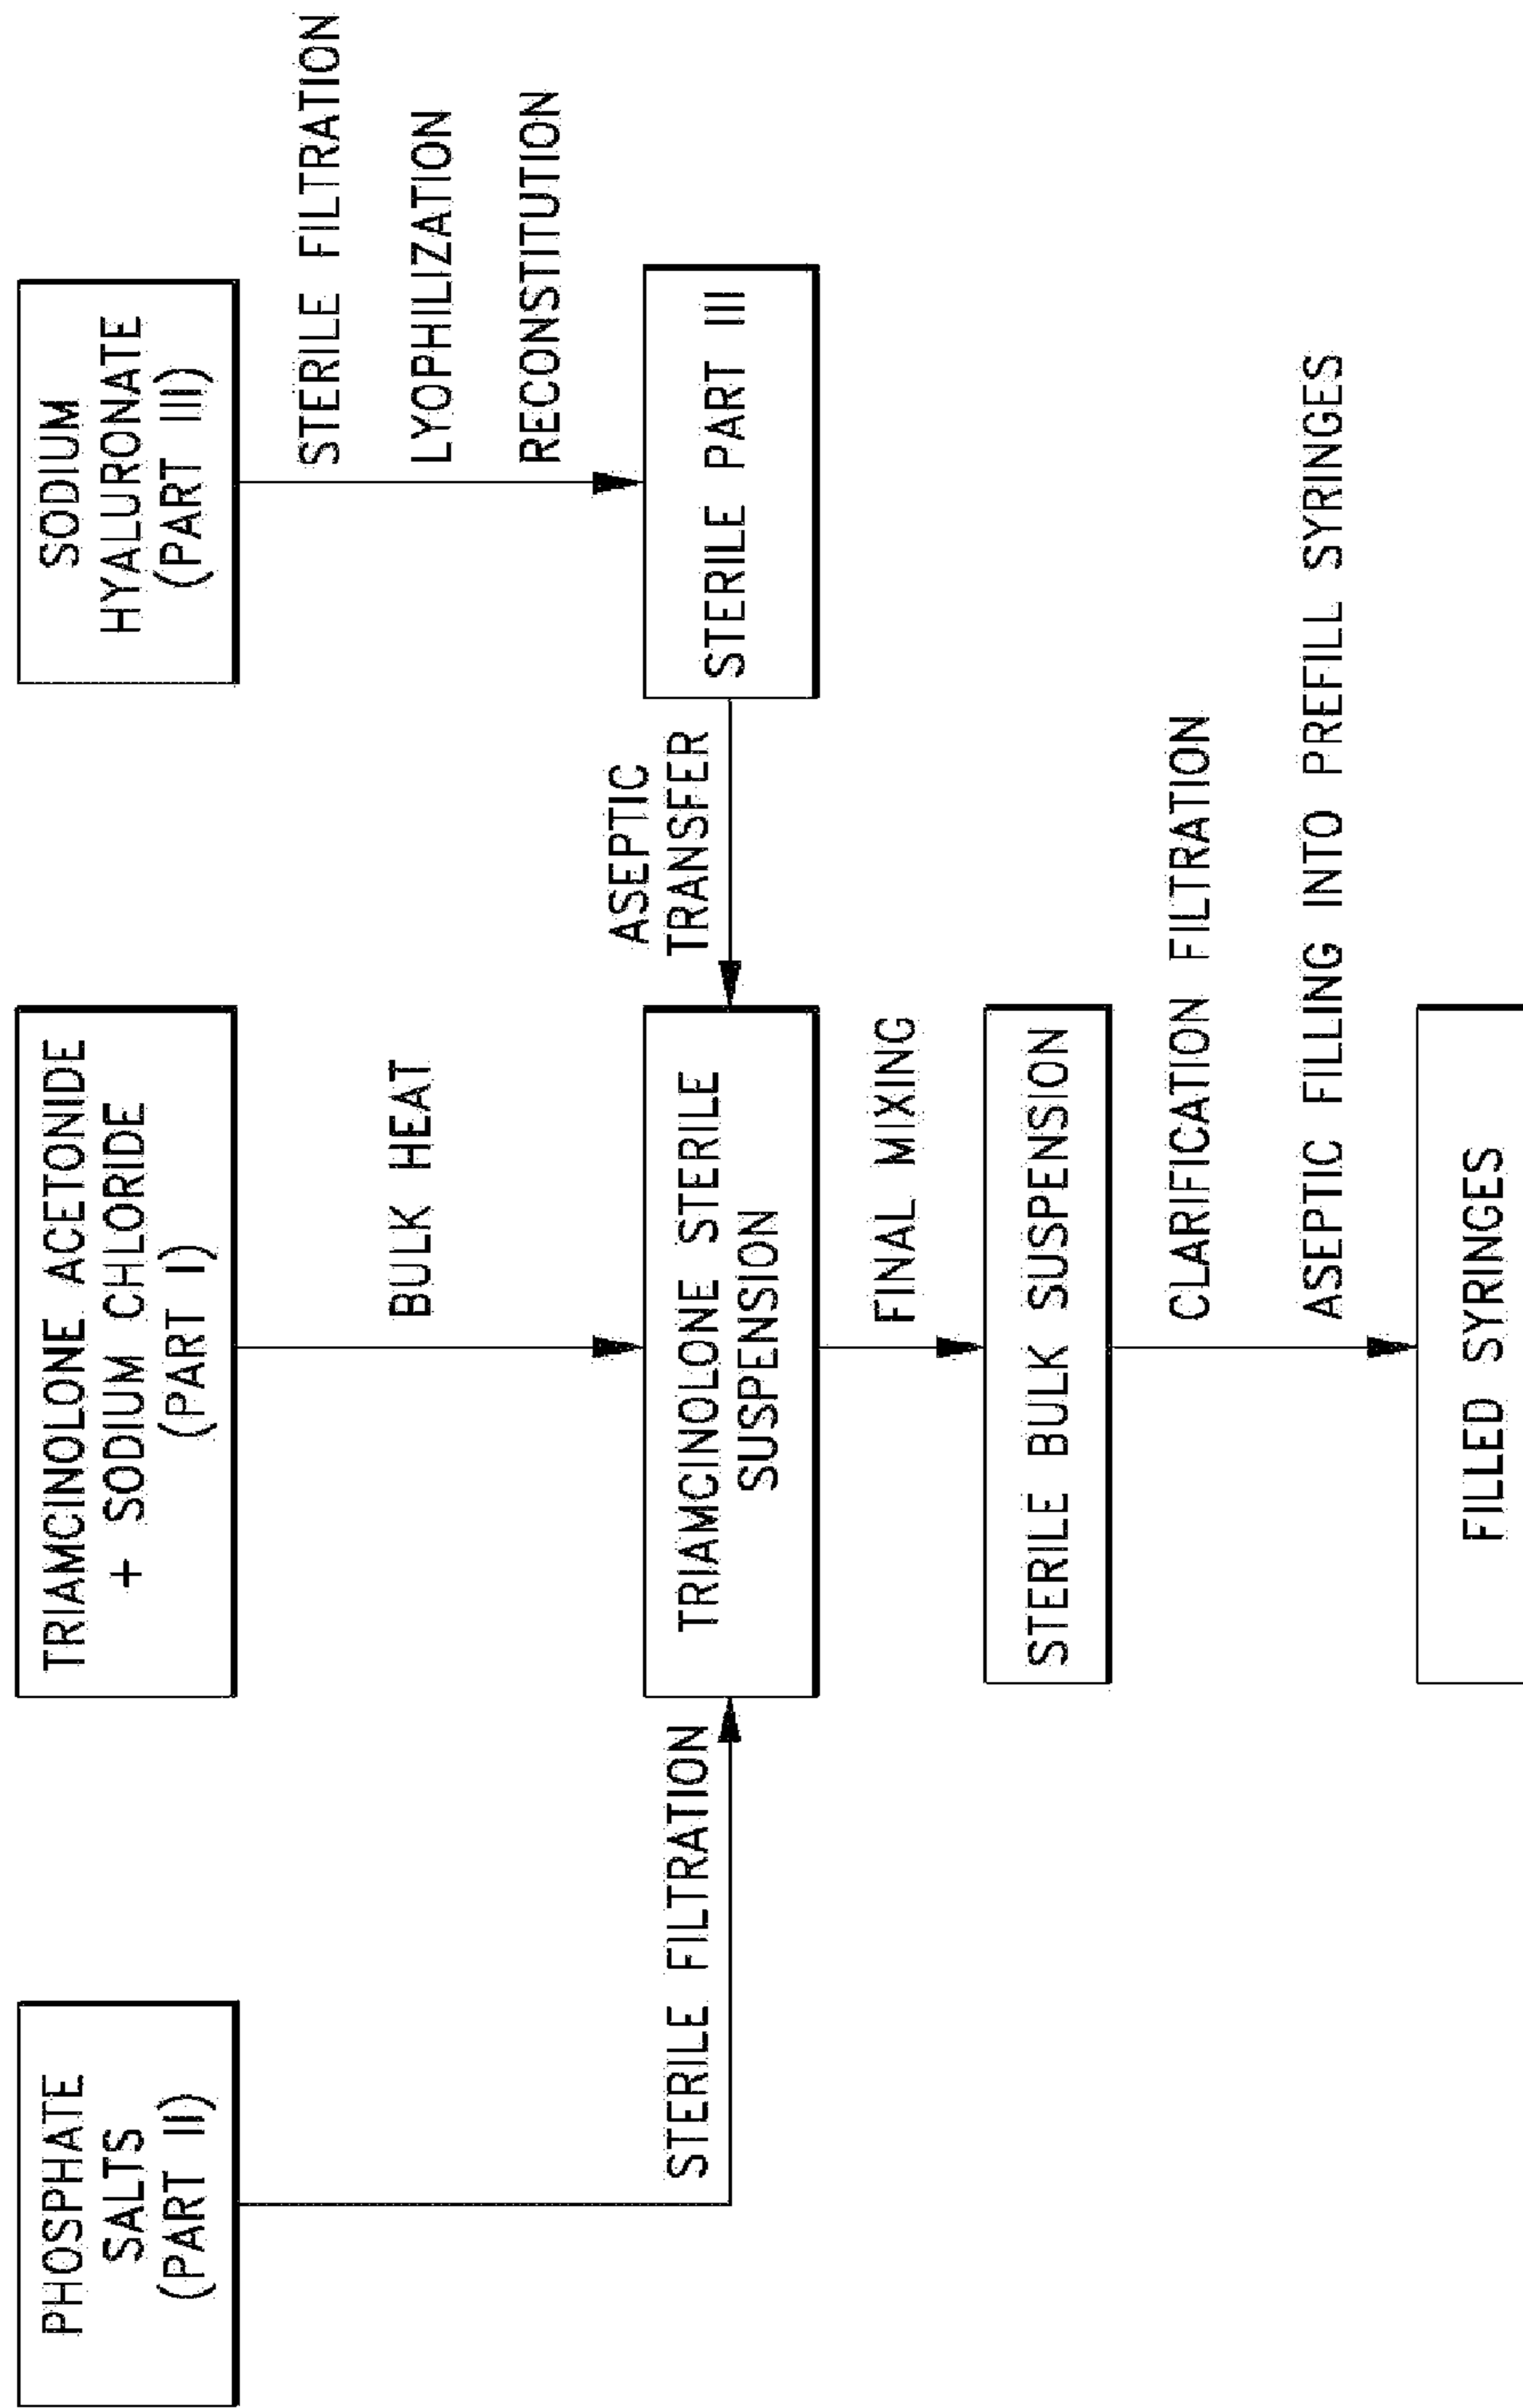 PHOSPHATE
SALTS
(PART II)
TRIAMCINOLONE ACETONIDE
+ SODIUM CHLORIDE
(PART I)
SODIUM
HYALURONATE
(PART III)
BULK HEAT
STERILE FILTRATION
LYOPHILIZATION
RECONSTITUTION
STERILE FILTRATION
TRIAMCINOLONE STERILE
SUSPENSION
ASEPTIC
TRANSFER
STERILE PART III
FINAL MIXING
STERILE BULK SUSPENSION
CLARIFICATION FILTRATION
ASEPTIC FILLING INTO PREFILL SYRINGES
FILLED SYRINGES